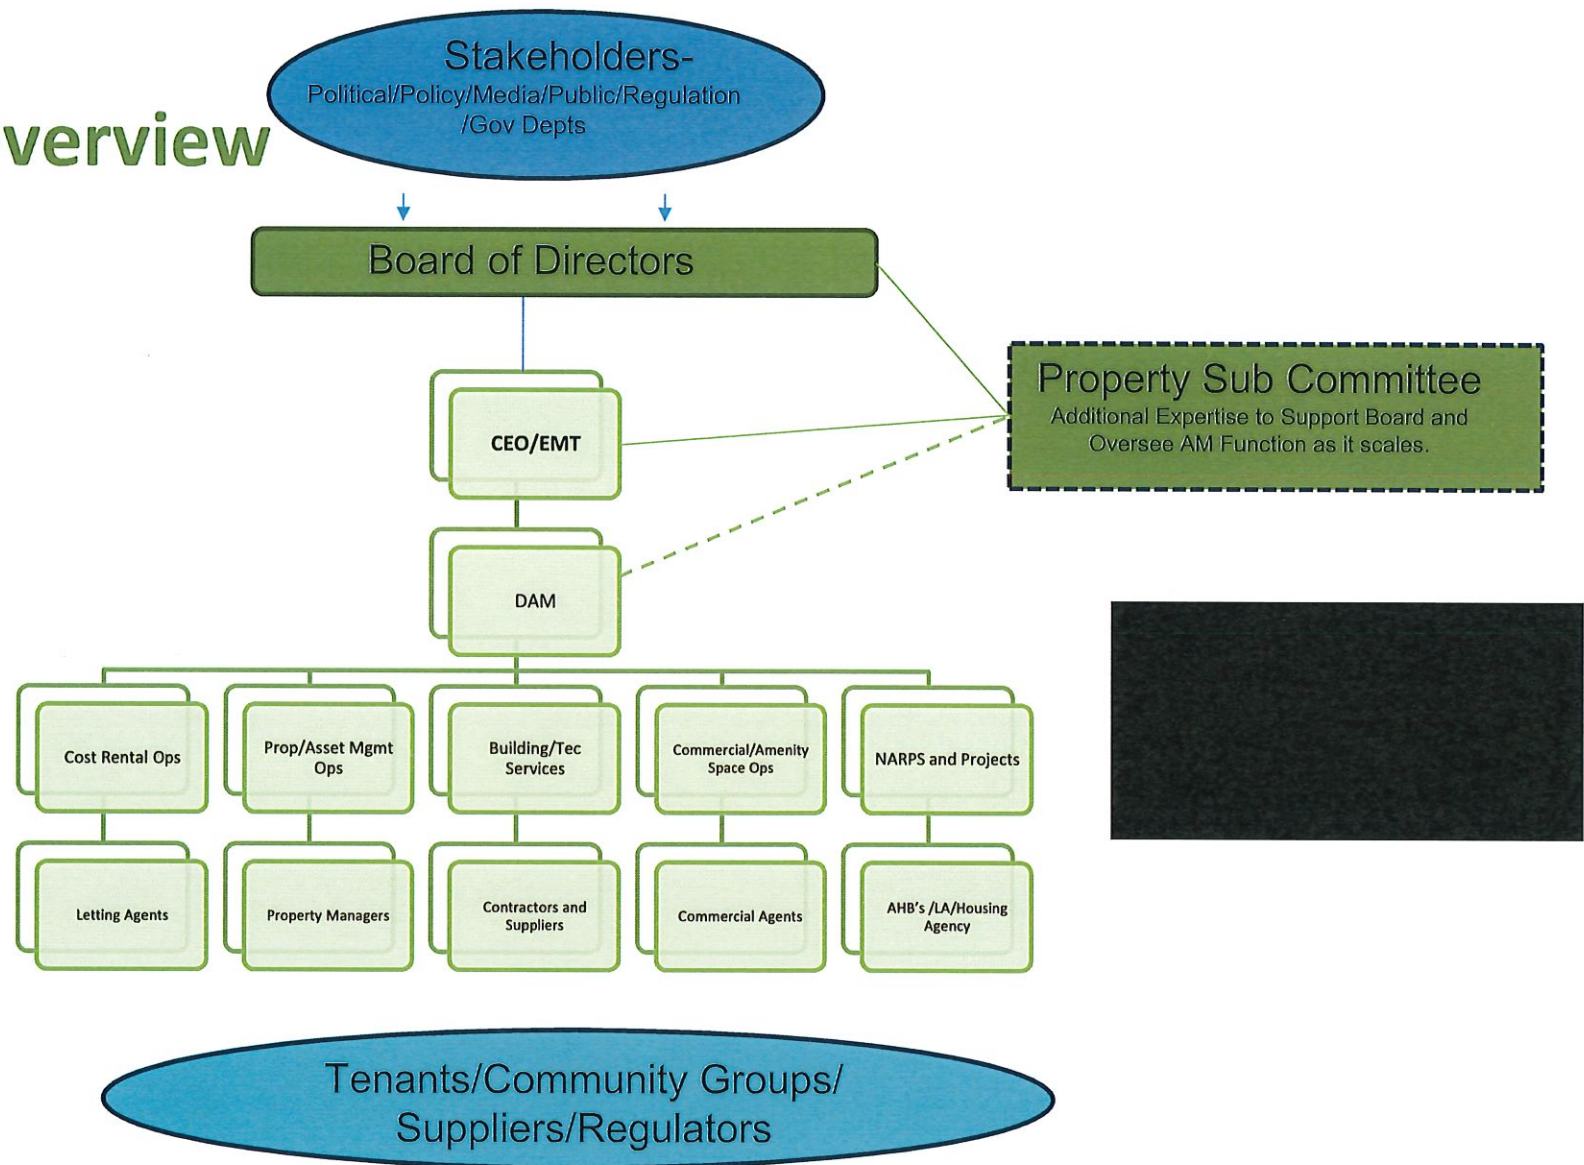 Stakeholders-
Political/Policy/Media/Public/Regulation
/Gov Depts
verview
Board of Directors
Property Sub Committee
Additional Expertise to Support Board and
Oversee AM Function as it scales.
CEO/EMT
DAM
Cost Rental Ops
Prop/Asset Mgmt
Ops
Building/Tec
Services
Commercial/Amenity
Space Ops
NARPS and Projects
Letting Agents
Property Managers
Contractors and
Suppliers
Commercial Agents
AHB's /LA/Housing
Agency
Tenants/Community Groups/
Suppliers/Regulators